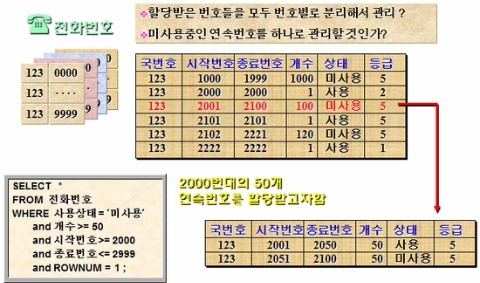 전화번호
❖할당받은 번호들을 모두 번호별로 분리해서 관리 ?
❖미사용중인 연속번호를 하나로 관리할것인가?
123 0000
123 ....
123 9999
국번호 시작번호 종료번호 개수 상태 등급
123 1000 1999 1000 미사용 5
123 2000 2000 1 사용 2
123 2001 2100 100 미사용 5
123 2101 2101 1 사용 5
123 2102 2221 120 미사용 5
123 2222 2222 1 사용 1
SELECT *
FROM 전화번호
WHERE 사용상태 = '미사용'
and 개수 >= 50
and 시작번호 >= 2000
and 종료번호 <= 2999
and ROWNUM = 1 ;
2000번대의 50개
연속번호를 할당받고자함
국번호 시작번호 종료번호 개수 상태 등급
123 2001 2050 50 사용 5
123 2051 2100 50 미사용 5